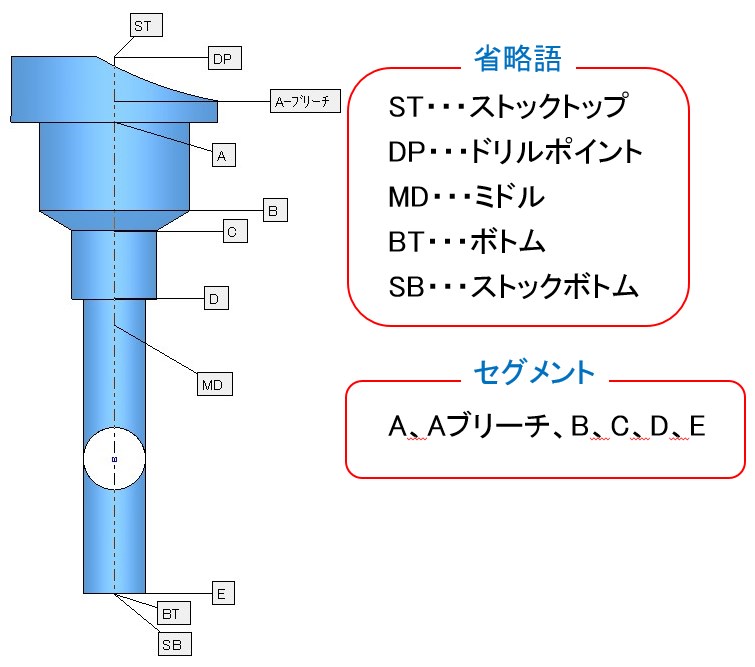 ST
DP
A-ブリーチ
A
B
C
D
MD
E
BT
SB
省略語
ST・・・ストックトップ
DP・・・ドリルポイント
MD・・・ミドル
BT・・・ボトム
SB・・・ストックボトム
セグメント
A、Aブリーチ、B、C、D、E